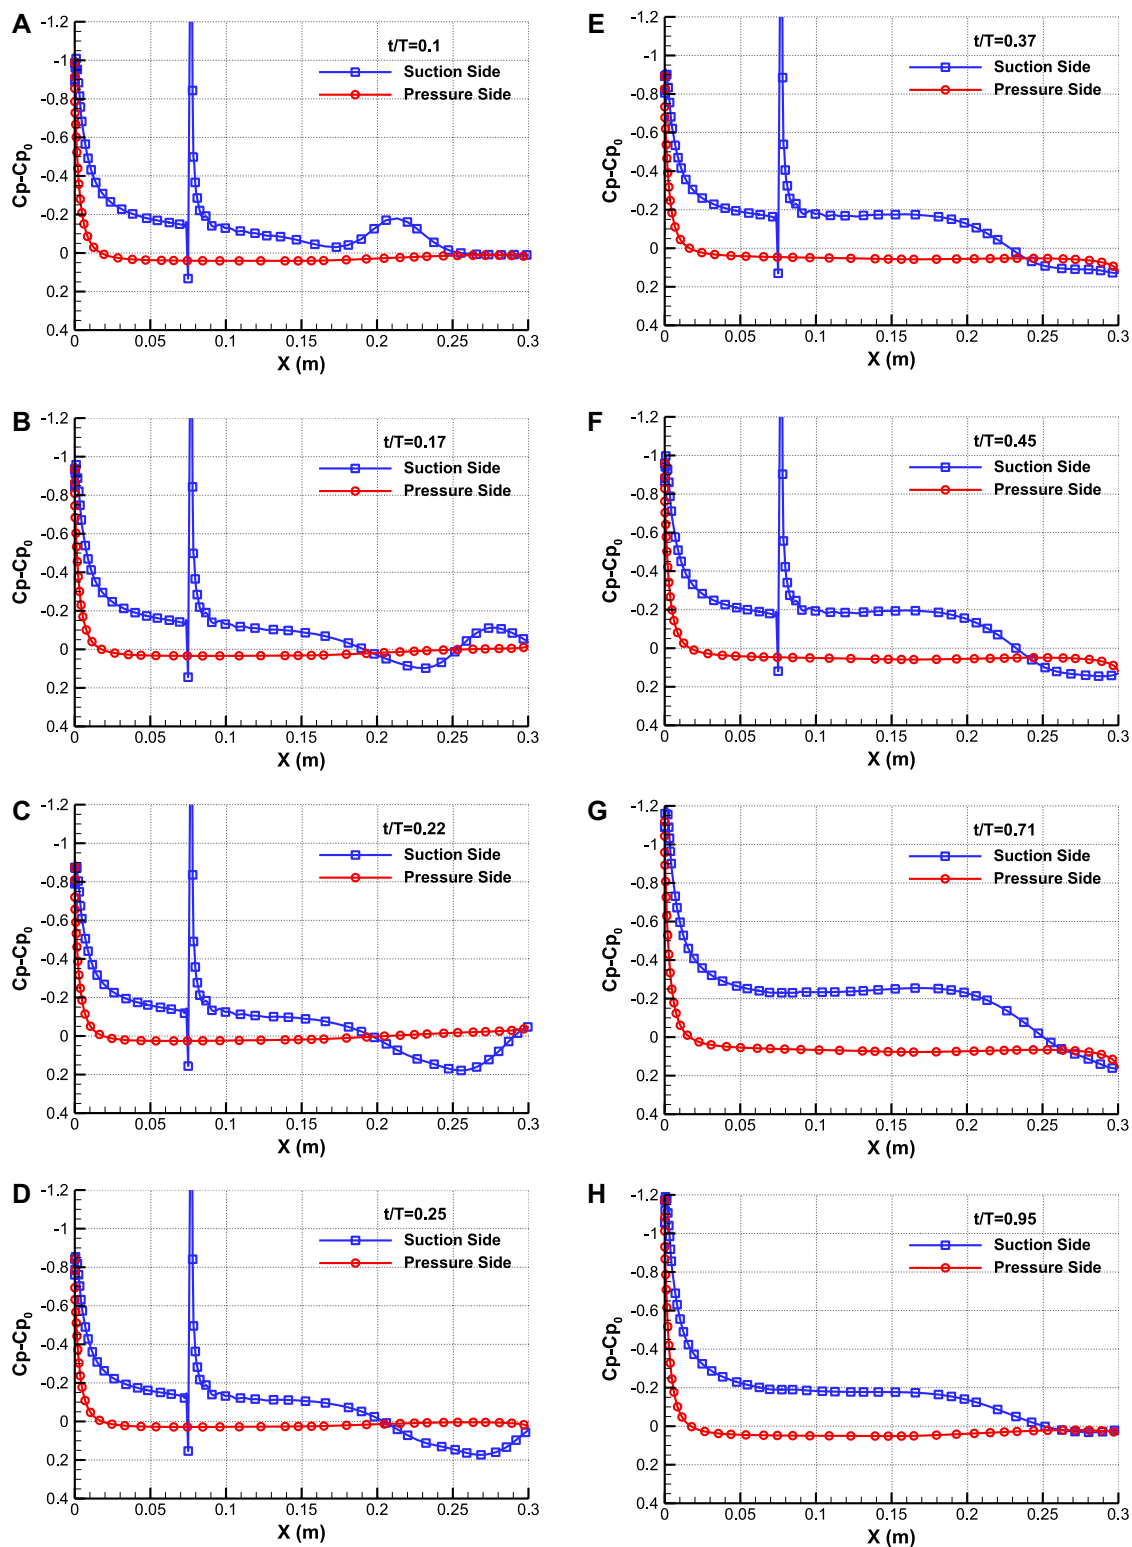 A
t/T=0.1
Suction Side
Pressure Side
Cp-Cp0
-1.2
-1
-0.8
-0.6
-0.4
-0.2
0
0.2
0.4
0 0.05 0.1 0.15 0.2 0.25 0.3
X (m)
B
t/T=0.17
Suction Side
Pressure Side
Cp-Cp0
-1.2
-1
-0.8
-0.6
-0.4
-0.2
0
0.2
0.4
0 0.05 0.1 0.15 0.2 0.25 0.3
X (m)
C
t/T=0.22
Suction Side
Pressure Side
Cp-Cp0
-1.2
-1
-0.8
-0.6
-0.4
-0.2
0
0.2
0.4
0 0.05 0.1 0.15 0.2 0.25 0.3
X (m)
D
t/T=0.25
Suction Side
Pressure Side
Cp-Cp0
-1.2
-1
-0.8
-0.6
-0.4
-0.2
0
0.2
0.4
0 0.05 0.1 0.15 0.2 0.25 0.3
X (m)
E
t/T=0.37
Suction Side
Pressure Side
Cp-Cp0
-1.2
-1
-0.8
-0.6
-0.4
-0.2
0
0.2
0.4
0 0.05 0.1 0.15 0.2 0.25 0.3
X (m)
F
t/T=0.45
Suction Side
Pressure Side
Cp-Cp0
-1.2
-1
-0.8
-0.6
-0.4
-0.2
0
0.2
0.4
0 0.05 0.1 0.15 0.2 0.25 0.3
X (m)
G
t/T=0.71
Suction Side
Pressure Side
Cp-Cp0
-1.2
-1
-0.8
-0.6
-0.4
-0.2
0
0.2
0.4
0 0.05 0.1 0.15 0.2 0.25 0.3
X (m)
H
t/T=0.95
Suction Side
Pressure Side
Cp-Cp0
-1.2
-1
-0.8
-0.6
-0.4
-0.2
0
0.2
0.4
0 0.05 0.1 0.15 0.2 0.25 0.3
X (m)